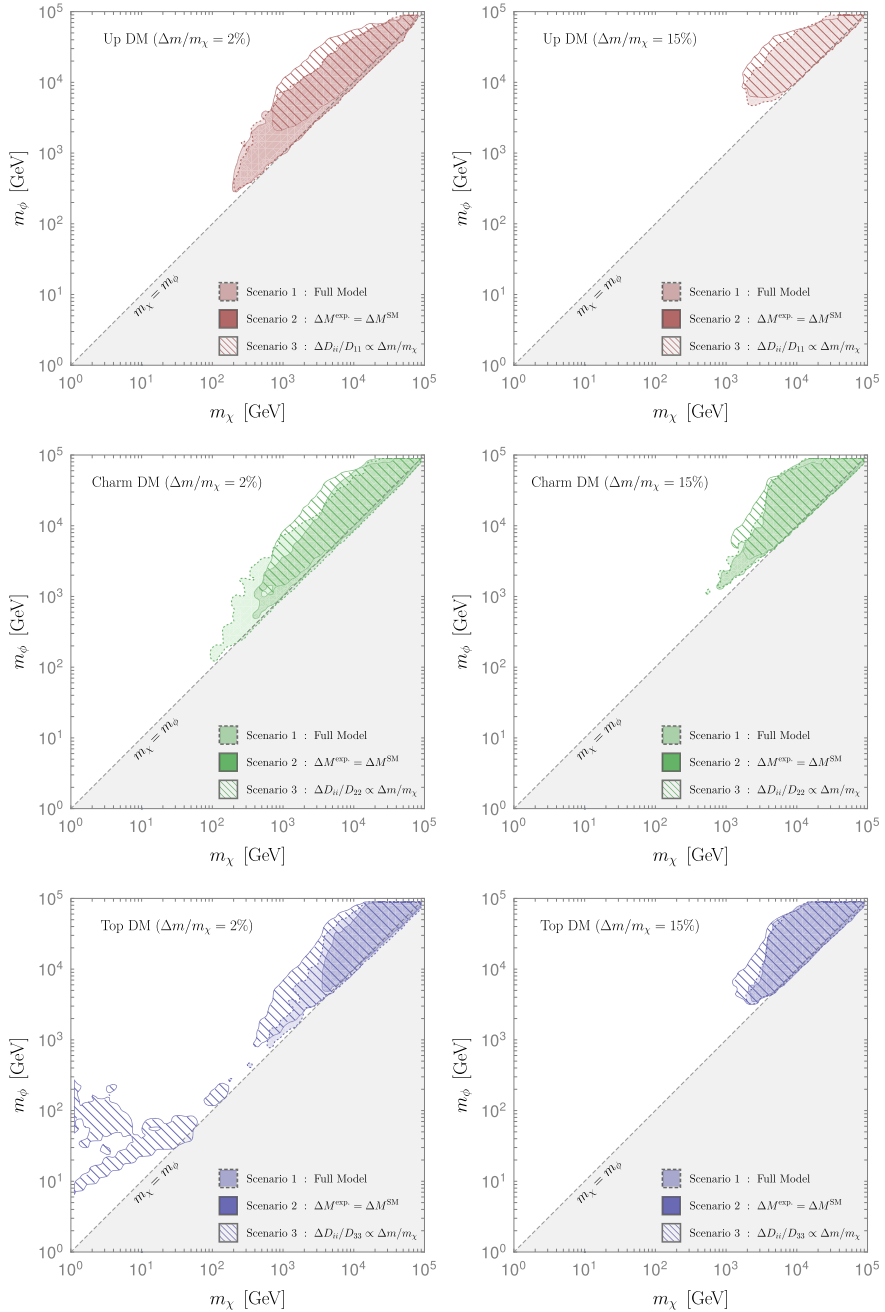 Up DM (Δm/m_χ = 2%)
m_φ [GeV]
10^5
10^4
10^3
10^2
10^1
10^0
m_χ = m_φ
Scenario 1 : Full Model
Scenario 2 : ΔM^exp. = ΔM^SM
Scenario 3 : ΔD_ii/D_11 ∝ Δm/m_χ
10^0 10^1 10^2 10^3 10^4 10^5
m_χ [GeV]
Up DM (Δm/m_χ = 15%)
m_φ [GeV]
10^5
10^4
10^3
10^2
10^1
10^0
m_χ = m_φ
Scenario 1 : Full Model
Scenario 2 : ΔM^exp. = ΔM^SM
Scenario 3 : ΔD_ii/D_11 ∝ Δm/m_χ
10^0 10^1 10^2 10^3 10^4 10^5
m_χ [GeV]
Charm DM (Δm/m_χ = 2%)
m_φ [GeV]
10^5
10^4
10^3
10^2
10^1
10^0
m_χ = m_φ
Scenario 1 : Full Model
Scenario 2 : ΔM^exp. = ΔM^SM
Scenario 3 : ΔD_ii/D_22 ∝ Δm/m_χ
10^0 10^1 10^2 10^3 10^4 10^5
m_χ [GeV]
Charm DM (Δm/m_χ = 15%)
m_φ [GeV]
10^5
10^4
10^3
10^2
10^1
10^0
m_χ = m_φ
Scenario 1 : Full Model
Scenario 2 : ΔM^exp. = ΔM^SM
Scenario 3 : ΔD_ii/D_22 ∝ Δm/m_χ
10^0 10^1 10^2 10^3 10^4 10^5
m_χ [GeV]
Top DM (Δm/m_χ = 2%)
m_φ [GeV]
10^5
10^4
10^3
10^2
10^1
10^0
m_χ = m_φ
Scenario 1 : Full Model
Scenario 2 : ΔM^exp. = ΔM^SM
Scenario 3 : ΔD_ii/D_33 ∝ Δm/m_χ
10^0 10^1 10^2 10^3 10^4 10^5
m_χ [GeV]
Top DM (Δm/m_χ = 15%)
m_φ [GeV]
10^5
10^4
10^3
10^2
10^1
10^0
m_χ = m_φ
Scenario 1 : Full Model
Scenario 2 : ΔM^exp. = ΔM^SM
Scenario 3 : ΔD_ii/D_33 ∝ Δm/m_χ
10^0 10^1 10^2 10^3 10^4 10^5
m_χ [GeV]